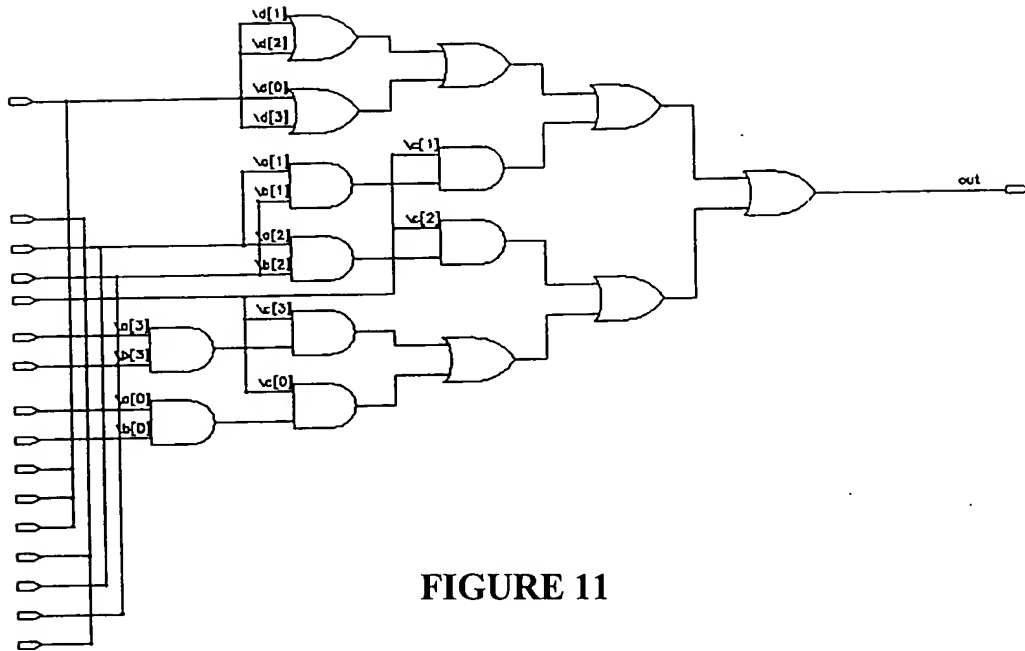 \d[1]
\d[2]
\d[0]
\d[3]
\c[1]
\a[1]
\b[1]
out
\c[2]
\a[2]
\b[2]
\c[3]
\a[3]
\b[3]
\c[0]
\a[0]
\b[0]
FIGURE 11